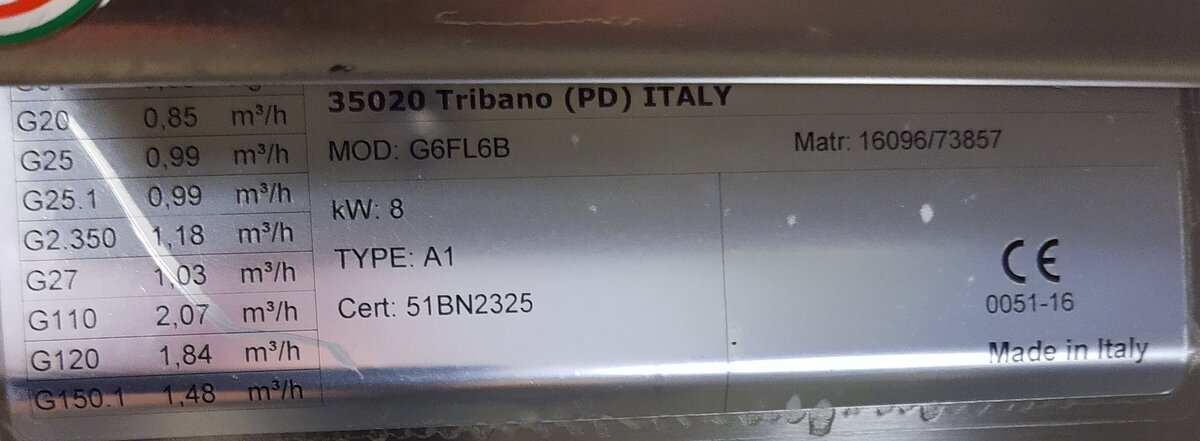 35020 Tribano (PD) ITALY
MOD: G6FL6B
Matr: 16096/73857
kW: 8
TYPE: A1
Cert: 51BN2325
CE
0051-16
Made in Italy
G20 0,85 m³/h
G25 0,99 m³/h
G25.1 0,99 m³/h
G2.350 1,18 m³/h
G27 1,03 m³/h
G110 2,07 m³/h
G120 1,84 m³/h
G150.1 1,48 m³/h